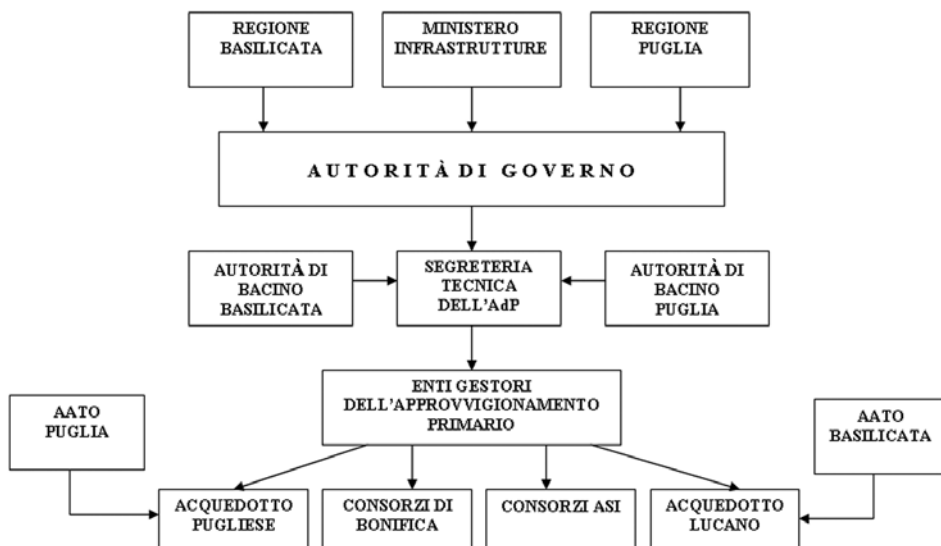 REGIONE
BASILICATA
MINISTERO
INFRASTRUTTURE
REGIONE
PUGLIA
AUTORITÀ DI GOVERNO
AUTORITÀ DI
BACINO
BASILICATA
SEGRETERIA
TECNICA
DELL'AdP
AUTORITÀ DI
BACINO
PUGLIA
ENTI GESTORI
DELL'APPROVVIGIONAMENTO
PRIMARIO
AATO
PUGLIA
AATO
BASILICATA
ACQUEDOTTO
PUGLIESE
CONSORZI DI
BONIFICA
CONSORZI ASI
ACQUEDOTTO
LUCANO